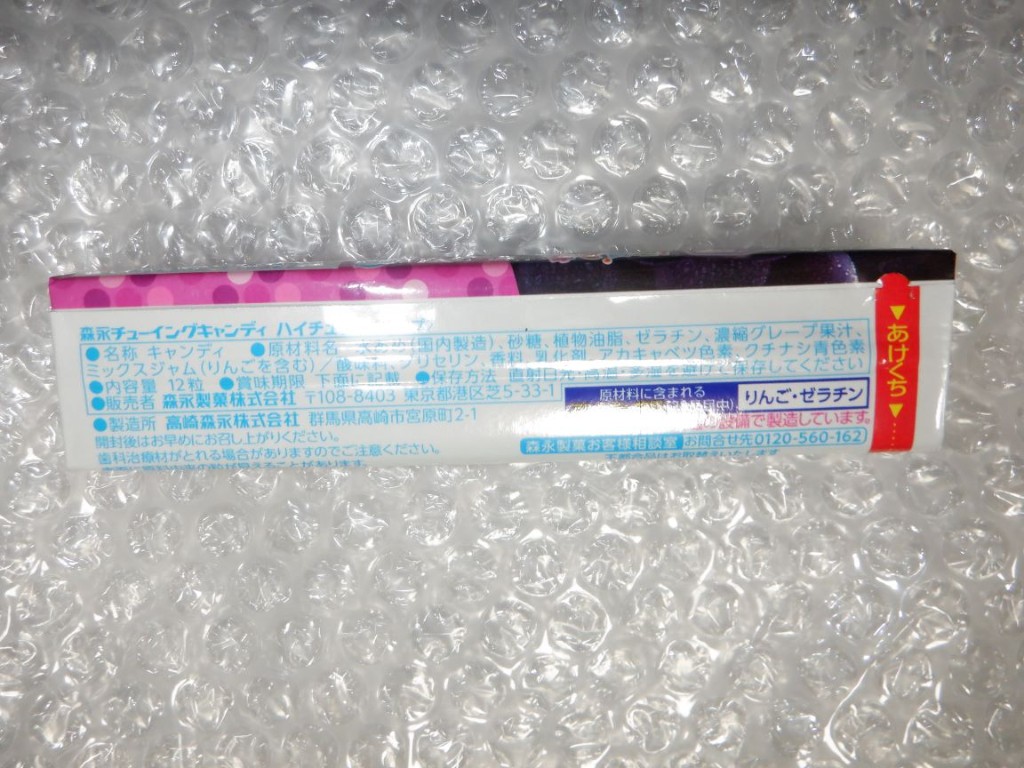 森永チューイングキャンディ ハイチュ
●名称 キャンディ ●原材料名 (国内製造)、砂糖、植物油脂、ゼラチン、濃縮グレープ果汁、
ミックスジャム(りんごを含む)/酸味料、グリセリン、香料、乳化剤、アカキャベツ色素、クチナシ青色素
●内容量 12粒 ●賞味期限 下面に記載 ●保存方法 直射日光・高温・多湿を避けて保存してください
●販売者 森永製菓株式会社 〒108-8403 東京都港区芝5-33-1
原材料に含まれる
りんご・ゼラチン
●製造所 高崎森永株式会社 群馬県高崎市宮原町2-1
の設備で製造しています。
開封後はお早めにお召し上がりください。
森永製菓お客様相談室 お問合せ先0120-560-162
歯科治療材がとれる場合がありますのでご注意ください。
▼あけくち▼